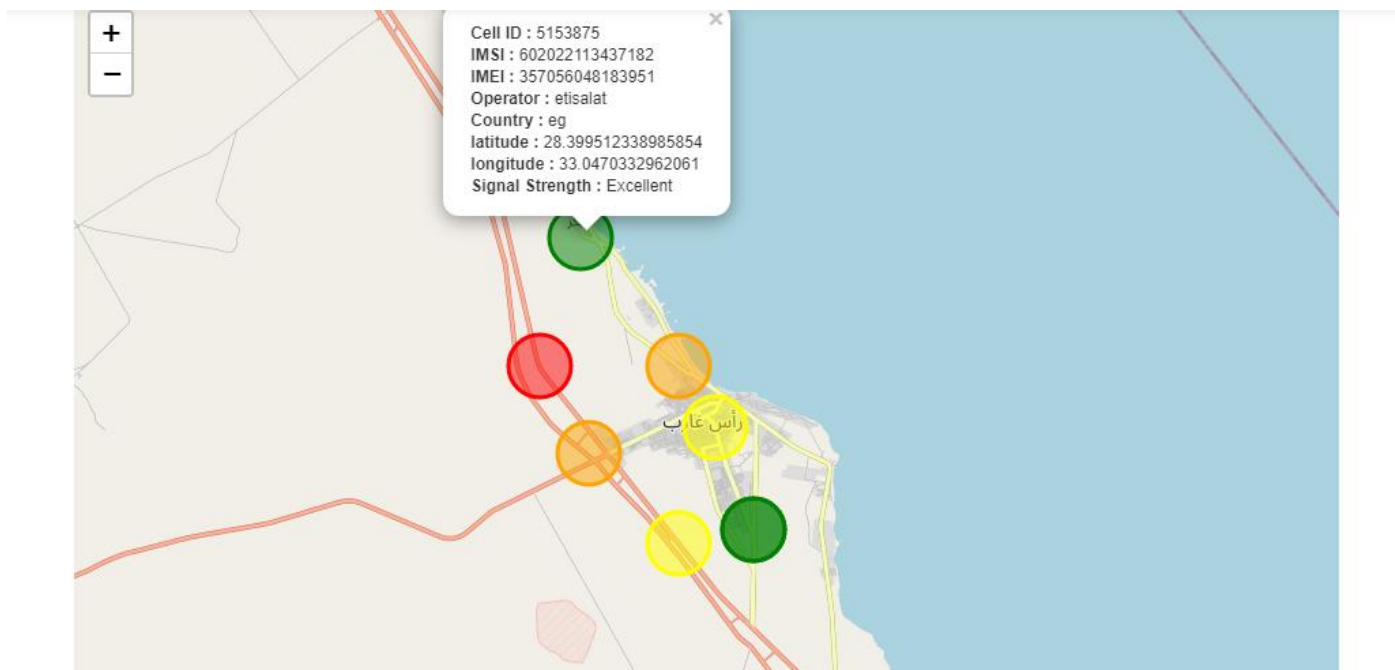 +
−
×
Cell ID : 5153875
IMSI : 602022113437182
IMEI : 357056048183951
Operator : etisalat
Country : eg
latitude : 28.399512338985854
longitude : 33.0470332962061
Signal Strength : Excellent
رأس غارب